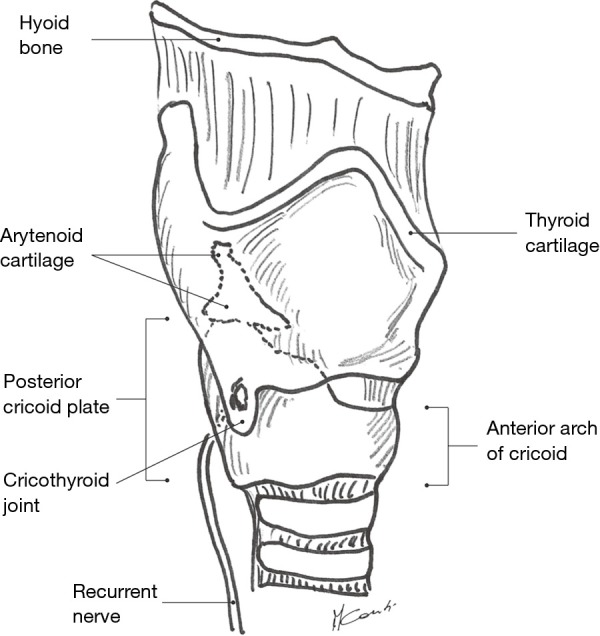 Hyoid
bone
Thyroid
cartilage
Arytenoid
cartilage
Posterior
cricoid plate
Anterior arch
of cricoid
Cricothyroid
joint
Recurrent
nerve